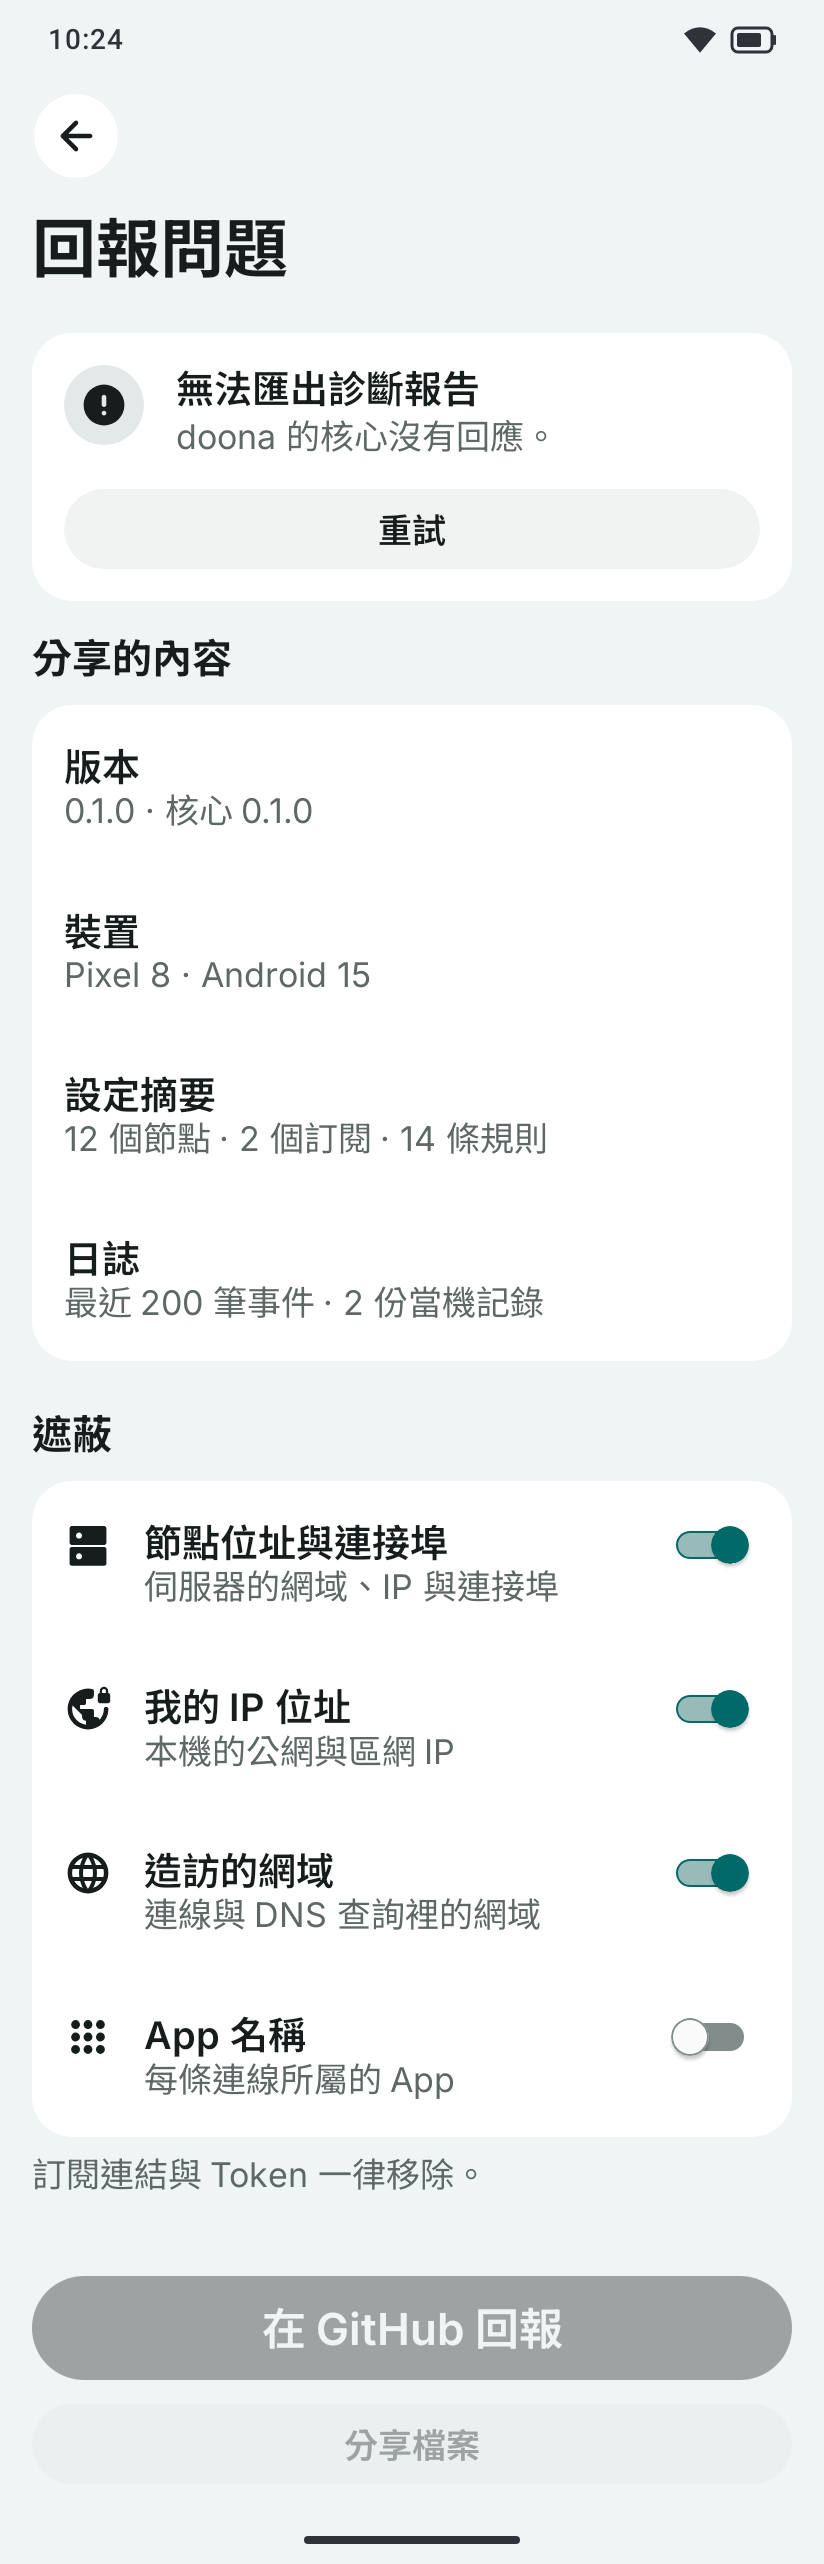 10:24
回報問題
無法匯出診斷報告
doona 的核心沒有回應。
重試
分享的內容
版本
0.1.0 · 核心 0.1.0
裝置
Pixel 8 · Android 15
設定摘要
12 個節點 · 2 個訂閱 · 14 條規則
日誌
最近 200 筆事件 · 2 份當機記錄
遮蔽
節點位址與連接埠
伺服器的網域、IP 與連接埠
我的 IP 位址
本機的公網與區網 IP
造訪的網域
連線與 DNS 查詢裡的網域
App 名稱
每條連線所屬的 App
訂閱連結與 Token 一律移除。
在 GitHub 回報
分享檔案